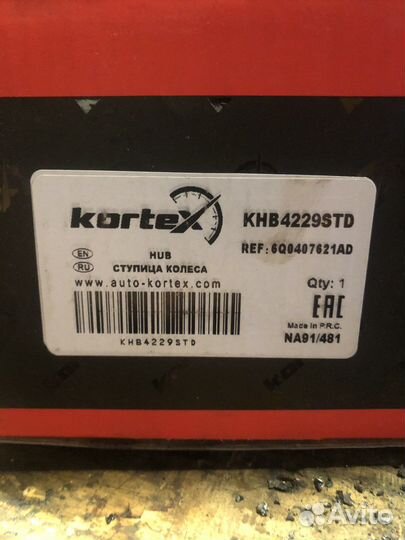 kortex
KHB4229STD
REF: 6Q0407621AD
EN HUB
RU СТУПИЦА КОЛЕСА
www.auto-kortex.com
Qty: 1
EAC
Made in P.R.C.
NA91/481
KHB4229STD
Avito